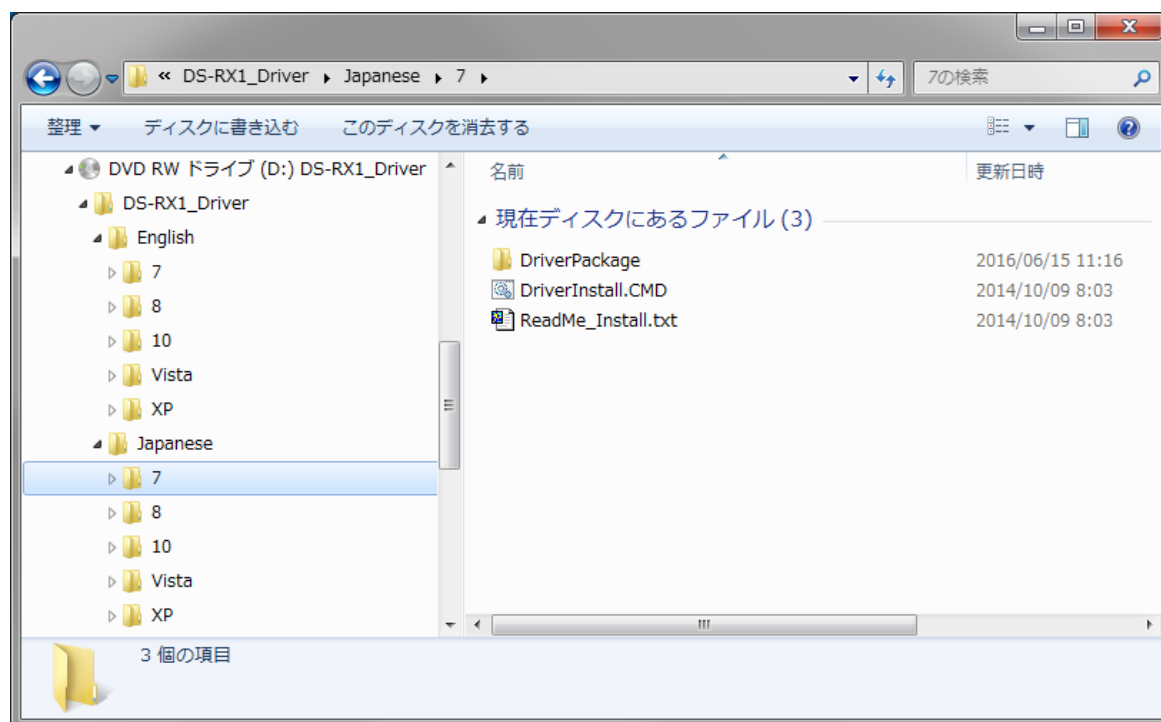 « DS-RX1_Driver ▸ Japanese ▸ 7 ▸
7の検索
整理 ▼ ディスクに書き込む このディスクを消去する
DVD RW ドライブ (D:) DS-RX1_Driver
DS-RX1_Driver
English
7
8
10
Vista
XP
Japanese
7
8
10
Vista
XP
名前 更新日時
現在ディスクにあるファイル (3)
DriverPackage 2016/06/15 11:16
DriverInstall.CMD 2014/10/09 8:03
ReadMe_Install.txt 2014/10/09 8:03
3 個の項目